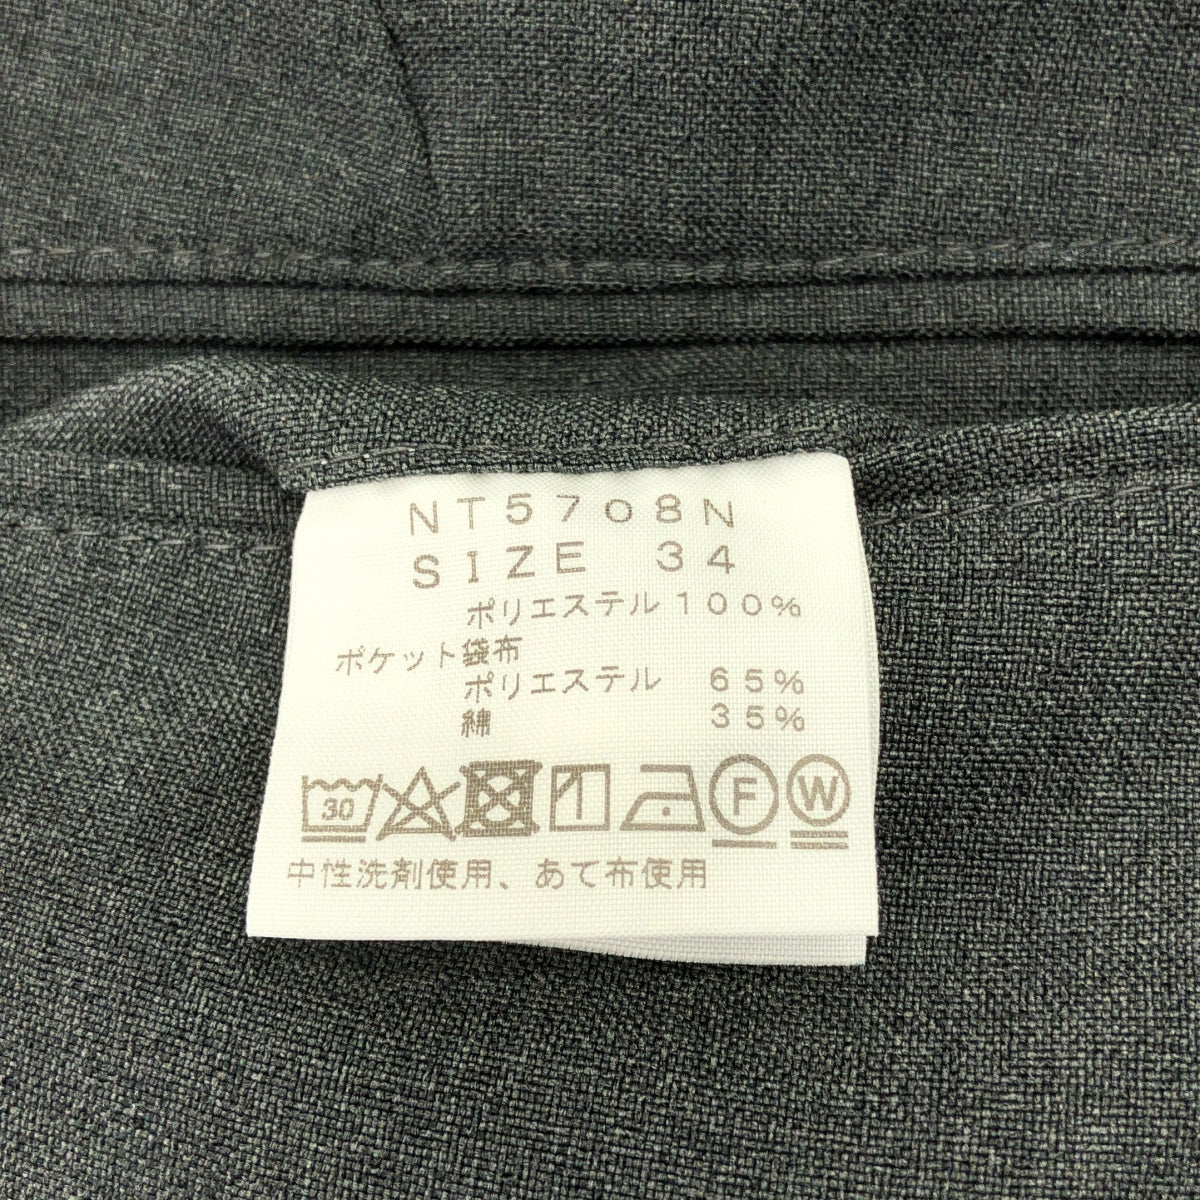 NT5708N
SIZE 34
ポリエステル100%
ポケット袋布
ポリエステル 65%
綿 35%
30 F W
中性洗剤使用、あて布使用